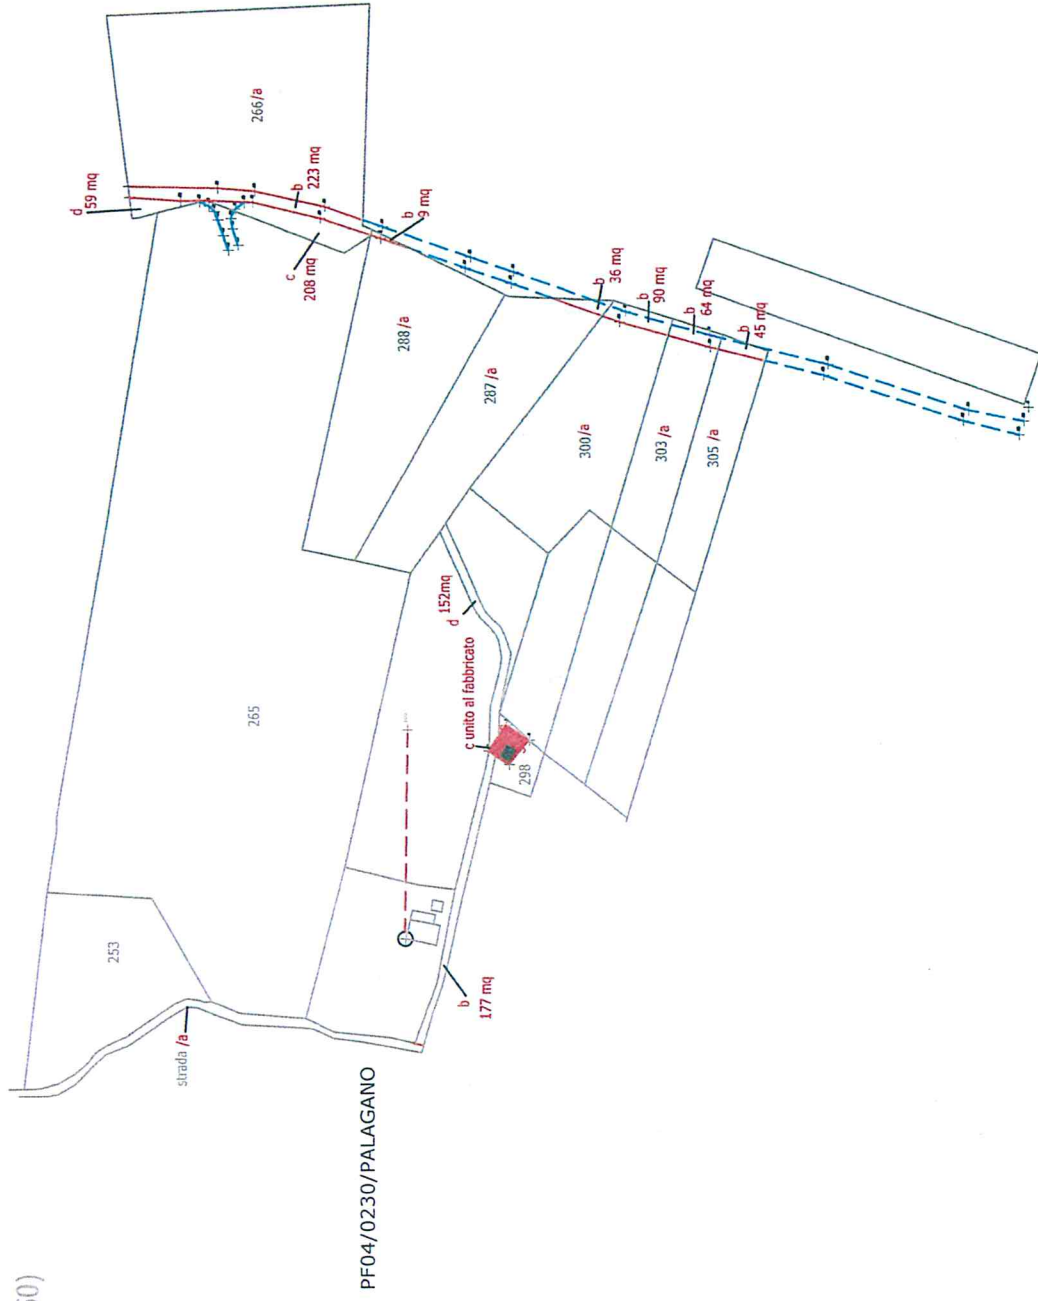 60)
PF04/0230/PALAGANO
strada /a
253
265
b
177 mq
298
c unito al fabbricato
d
152mq
d
59 mq
266/a
b
223 mq
c
208 mq
b
9 mq
288/a
287 /a
300/a
303 /a
305 /a
b
36 mq
b
90 mq
b
64 mq
b
45 mq